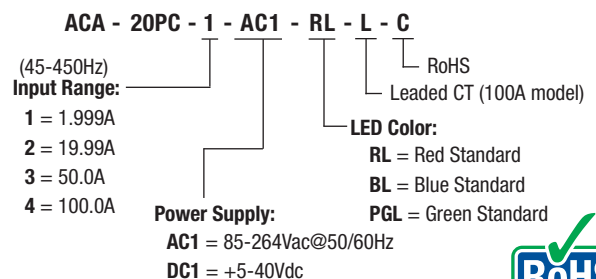 ACA - 20PC - 1 - AC1 - RL - L - C
RoHS
Leaded CT (100A model)
(45-450Hz)
Input Range:
1 = 1.999A
2 = 19.99A
3 = 50.0A
4 = 100.0A
LED Color:
RL = Red Standard
BL = Blue Standard
PGL = Green Standard
Power Supply:
AC1 = 85-264Vac@50/60Hz
DC1 = +5-40Vdc
RoHS